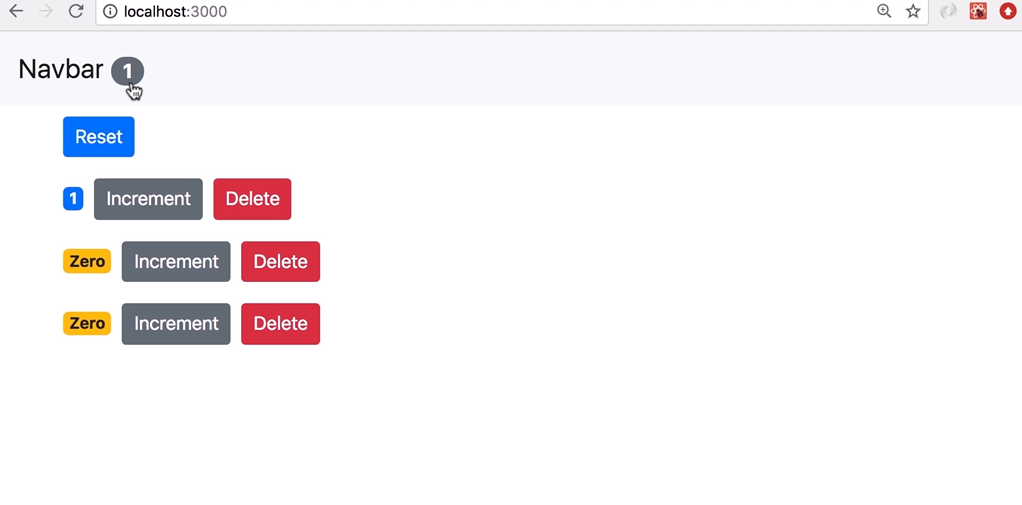 localhost:3000
Navbar 1
Reset
1 Increment Delete
Zero Increment Delete
Zero Increment Delete